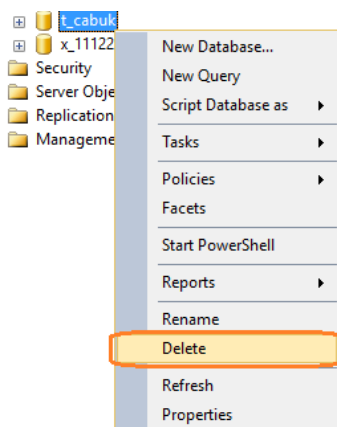 t_cabuk
x_11122
Security
Server Obje
Replication
Manageme
New Database...
New Query
Script Database as
Tasks
Policies
Facets
Start PowerShell
Reports
Rename
Delete
Refresh
Properties